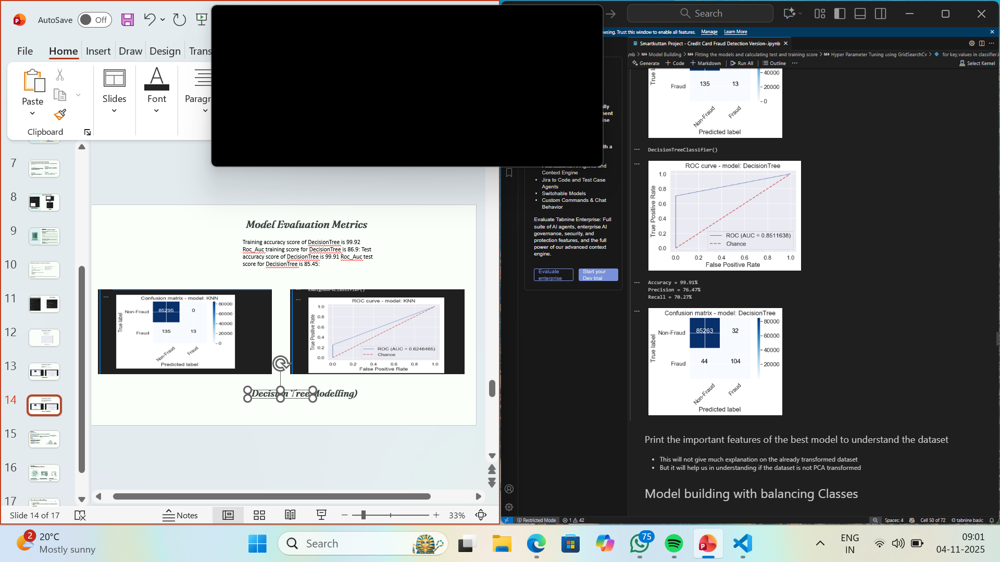 AutoSave
Off
File
Home
Insert
Draw
Design
Trans
Paste
Slides
Font
Paragr
Clipboard
7
8
9
10
11
12
13
14
15
16
17
Model Evaluation Metrics
Training accuracy score of DecisionTree is 99.92
Roc_Auc training score for DecisionTree is 86.9: Test
accuracy score of DecisionTree is 99.91 Roc_Auc test
score for DecisionTree is 85.45:
Confusion matrix - model: KNN
True label
Non-Fraud
Fraud
85295
0
135
13
80000
60000
40000
20000
0
Non-Fraud
Fraud
Predicted label
KNeighborsClassifier()
ROC curve - model: KNN
True Positive Rate
1.0
0.8
0.6
0.4
0.2
0.0
ROC (AUC = 0.6246465)
Chance
0.0 0.2 0.4 0.6 0.8 1.0
False Positive Rate
Decision Tree Modelling)
Slide 14 of 17
Notes
33%
Search
owsing. Trust this window to enable all features. Manage Learn More
Smartkuttan Project - Credit Card Fraud Detection Version-.ipynb
ynb > M↓ Model Building > M↓ Fitting the models and calculating test and training score > M↓ Hyper Parameter Tuning using GridSearchCv > for key,values in classifier.i
Generate + Code + Markdown Run All Outline ...
Select Kernel
ally
ment
ise
th a
Foundational AI Agents and
Context Engine
Jira to Code and Test Case
Agents
Switchable Models
Custom Commands & Chat
Behavior
Evaluate Tabnine Enterprise: Full
suite of AI agents, enterprise AI
governance, security, and
protection features, and the full
power of our advanced context
engine.
Evaluate
enterprise
Start your
Dev trial
True l
Fraud
135
13
40000
20000
0
Non-Fraud
Fraud
Predicted label
DecisionTreeClassifier()
ROC curve - model: DecisionTree
True Positive Rate
1.0
0.8
0.6
0.4
0.2
0.0
ROC (AUC = 0.8511638)
Chance
0.0 0.2 0.4 0.6 0.8 1.0
False Positive Rate
Accuracy = 99.91%
Precision = 76.47%
Recall = 70.27%
Confusion matrix - model: DecisionTree
True label
Non-Fraud
Fraud
85263
32
44
104
80000
60000
40000
20000
Non-Fraud
Fraud
Predicted label
Print the important features of the best model to understand the dataset
This will not give much explanation on the already transformed dataset
But it will help us in understanding if the dataset is not PCA transformed
Model building with balancing Classes
Restricted Mode
1
42
Spaces: 4
Cell 50 of 72
tabnine basic
2
20°C
Mostly sunny
Search
75
ENG
IN
09:01
04-11-2025